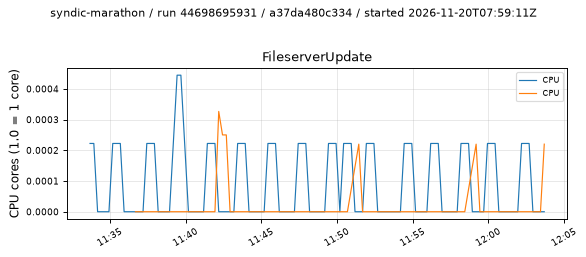 syndic-marathon / run 44698695931 / a37da480c334 / started 2026-11-20T07:59:11Z
FileserverUpdate
CPU cores (1.0 = 1 core)
0.0004
0.0003
0.0002
0.0001
0.0000
CPU
CPU
11:35
11:40
11:45
11:50
11:55
12:00
12:05